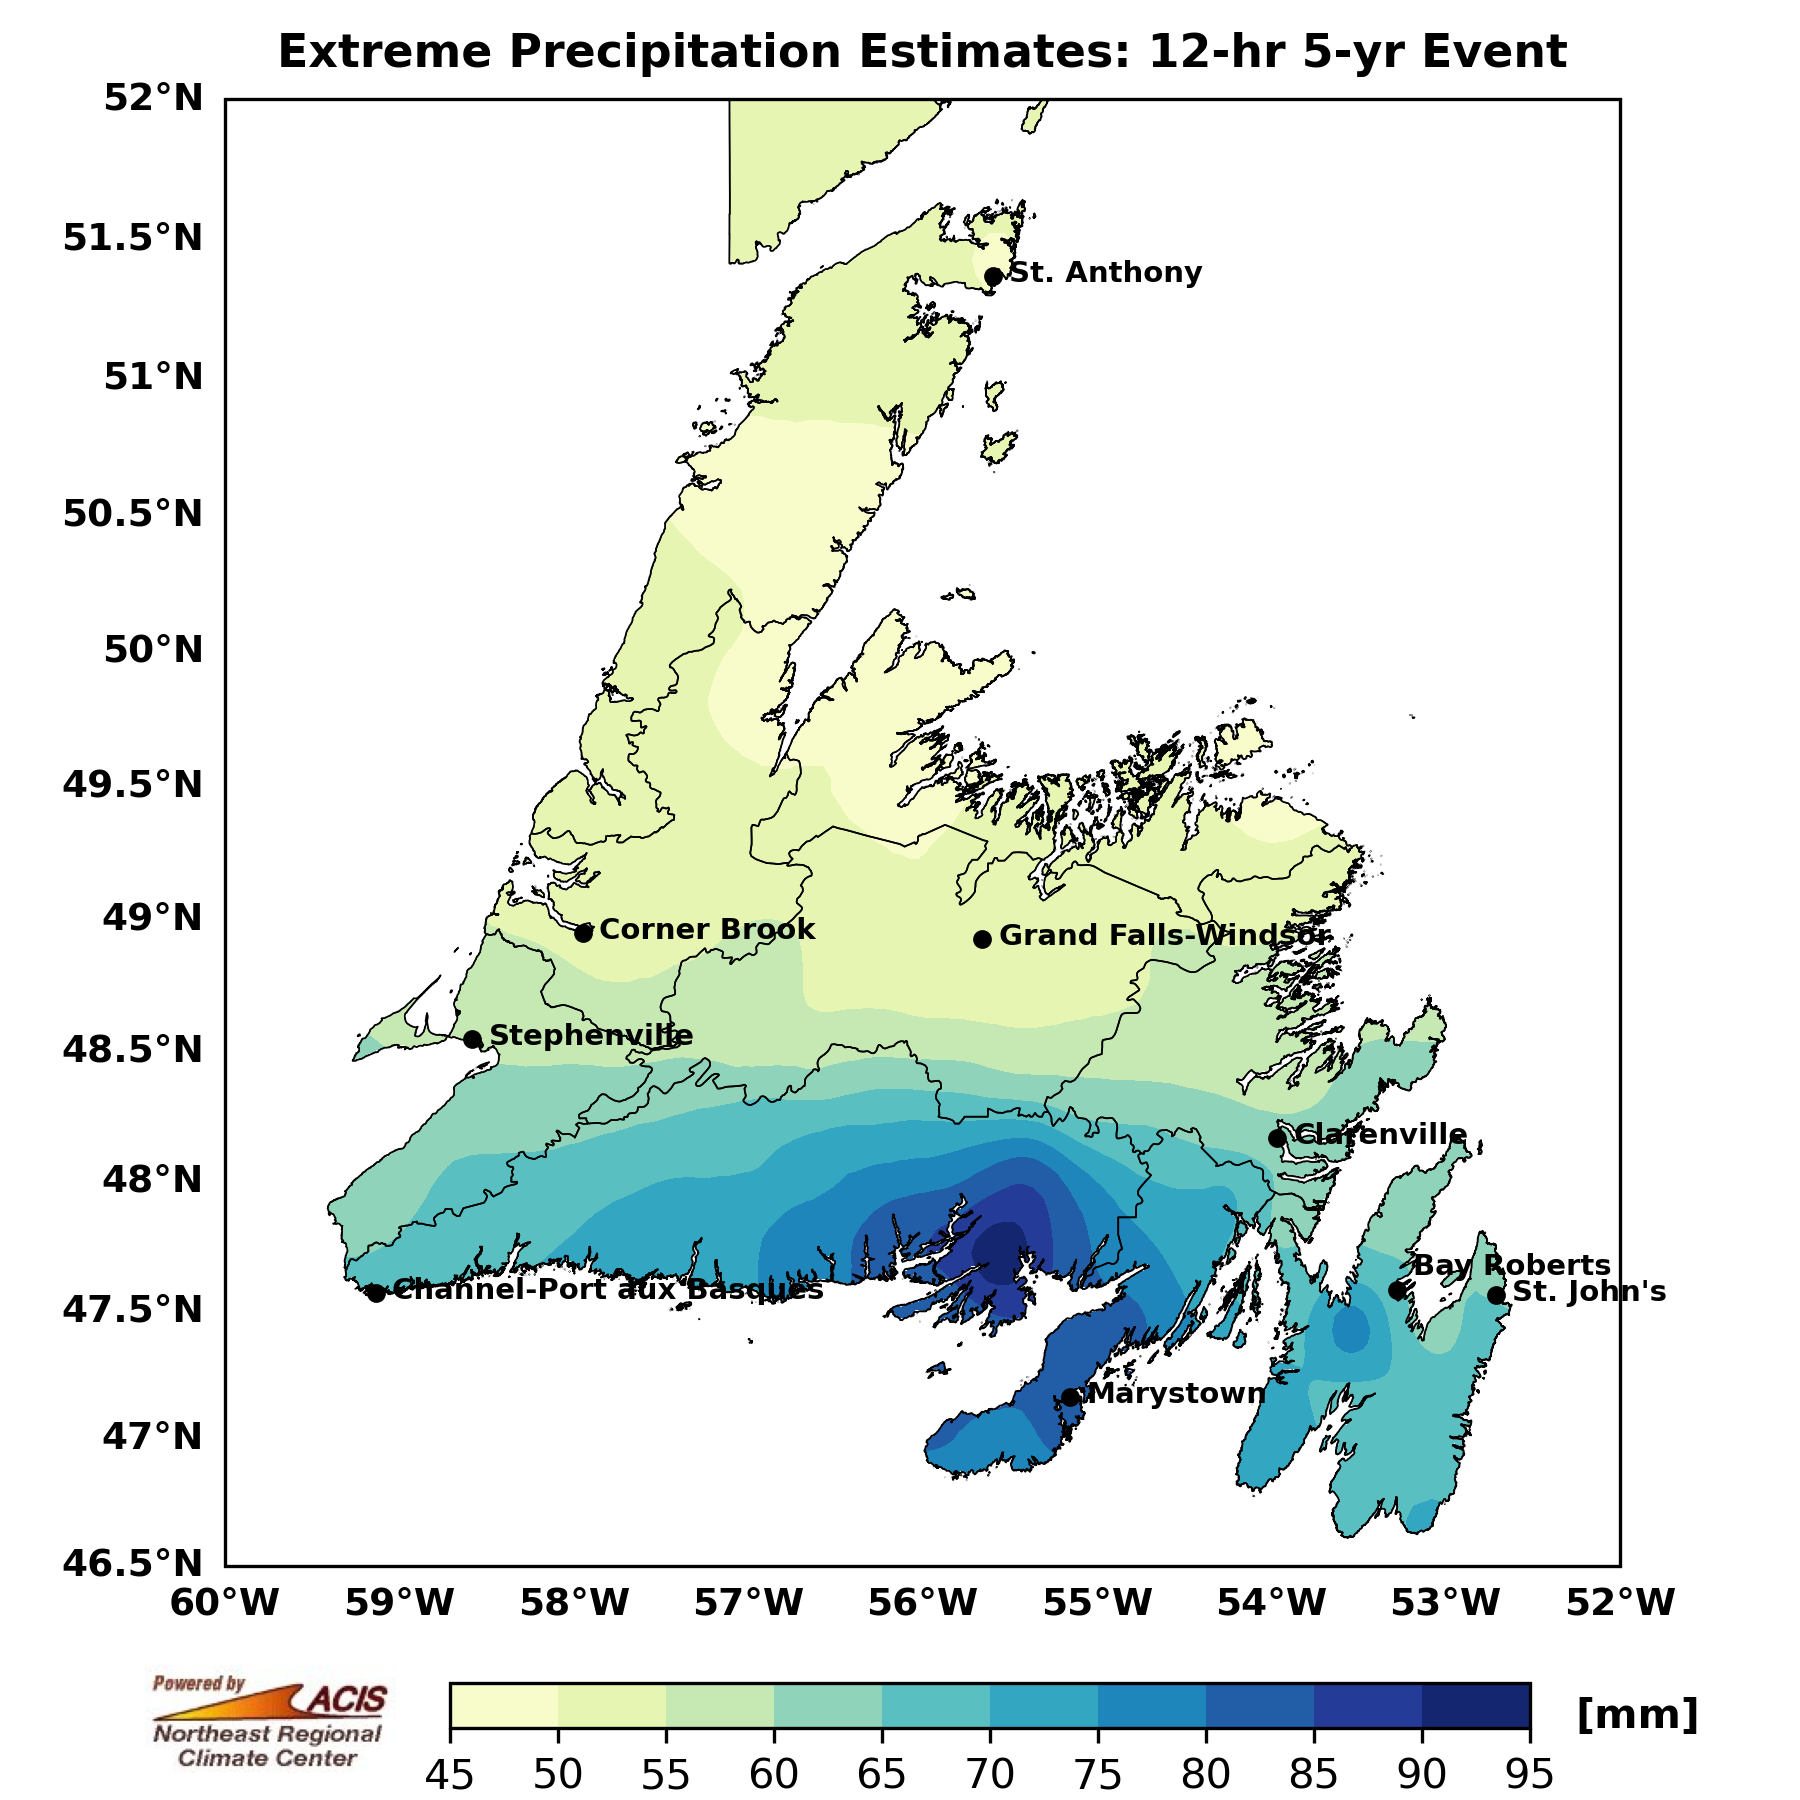 Extreme Precipitation Estimates: 12-hr 5-yr Event
52°N
51.5°N
51°N
50.5°N
50°N
49.5°N
49°N
48.5°N
48°N
47.5°N
47°N
46.5°N
St. Anthony
Corner Brook
Grand Falls-Windsor
Stephenville
Clarenville
Bay Roberts
St. John's
Channel-Port aux Basques
Marystown
60°W 59°W 58°W 57°W 56°W 55°W 54°W 53°W 52°W
Powered by
ACIS
Northeast Regional
Climate Center
45 50 55 60 65 70 75 80 85 90 95
[mm]